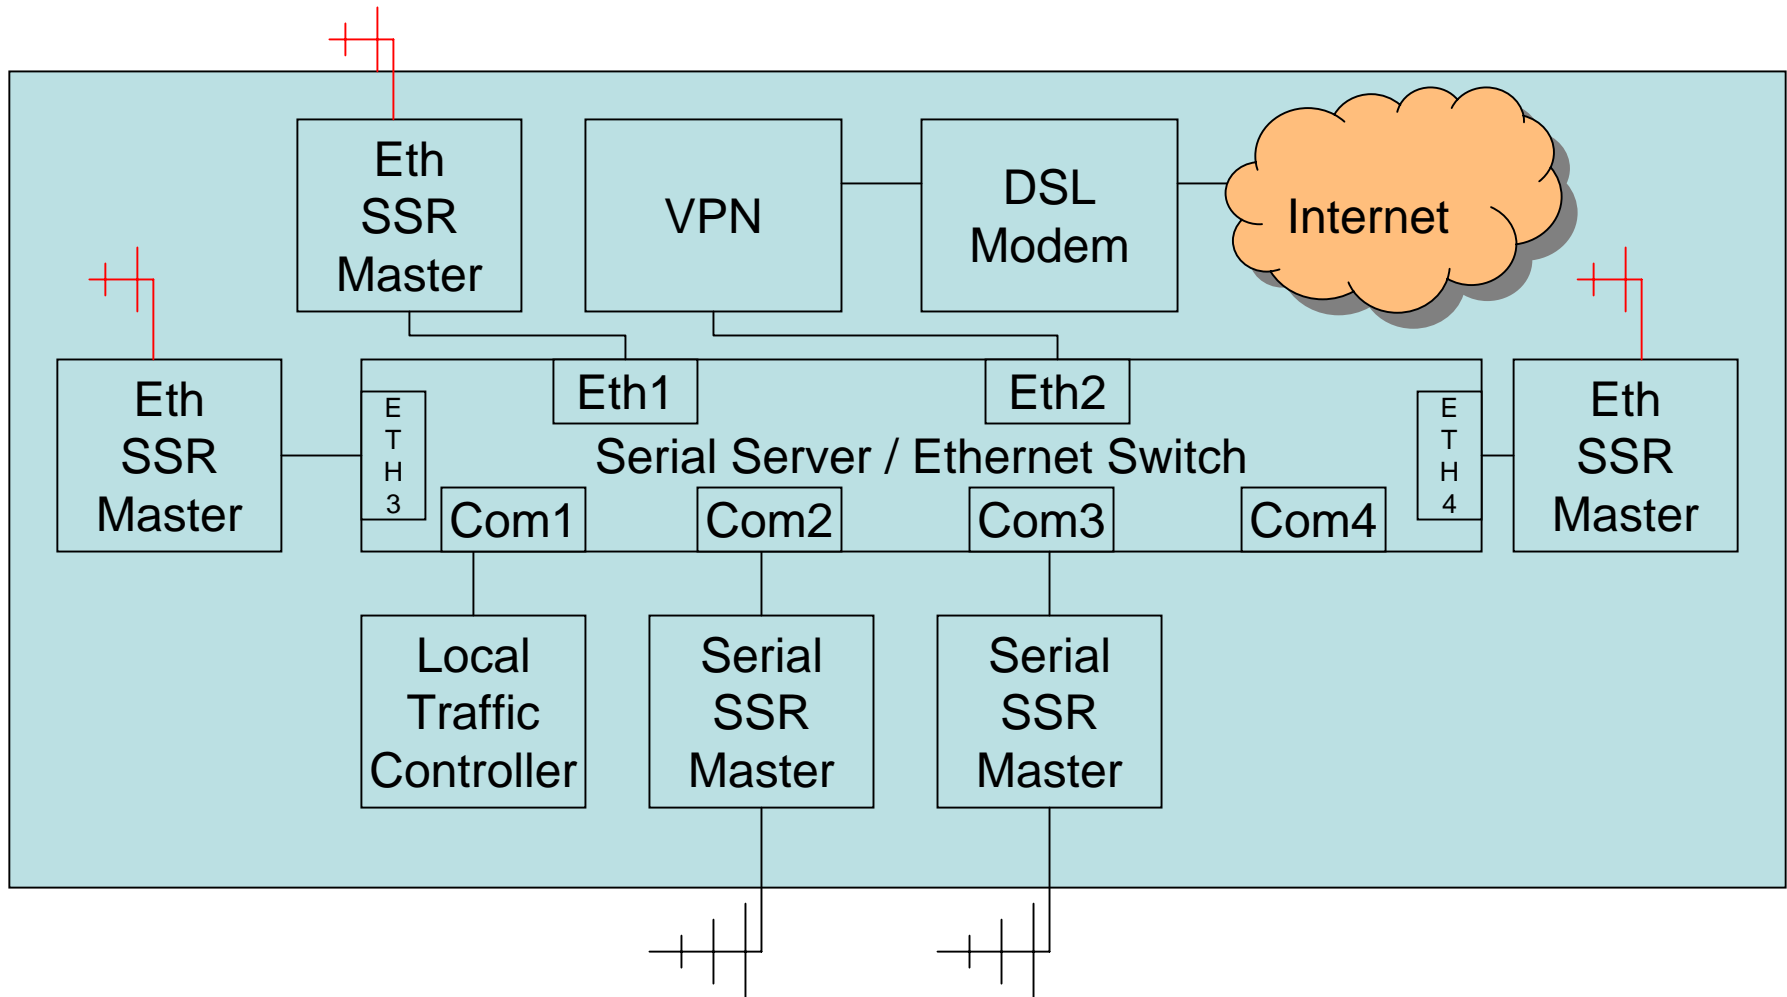 Eth
SSR
Master
VPN
DSL
Modem
Internet
Eth
SSR
Master
E
T
H
3
Eth1
Eth2
Serial Server / Ethernet Switch
Com1
Com2
Com3
Com4
E
T
H
4
Eth
SSR
Master
Local
Traffic
Controller
Serial
SSR
Master
Serial
SSR
Master